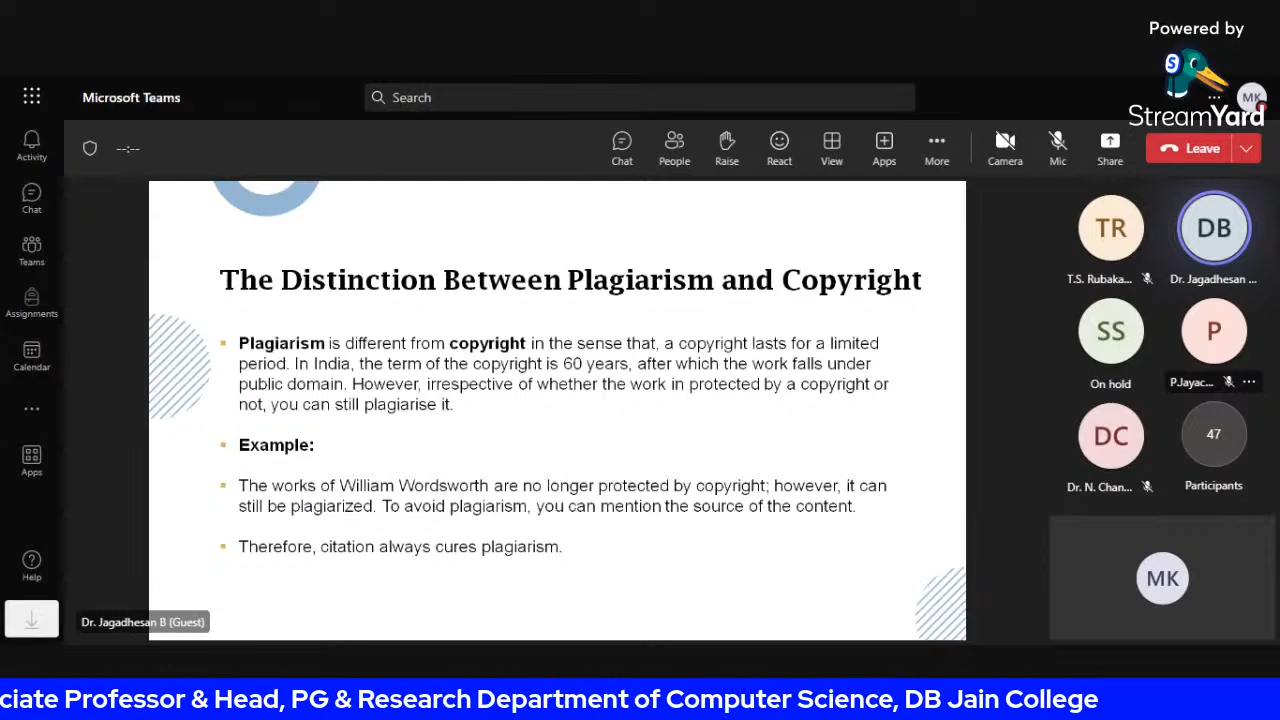 Powered by
StreamYard
Microsoft Teams
Search
MK
Activity
Chat
Teams
Assignments
Calendar
Apps
Help
--:--
Chat
People
Raise
React
View
Apps
More
Camera
Mic
Share
Leave
The Distinction Between Plagiarism and Copyright
Plagiarism is different from copyright in the sense that, a copyright lasts for a limited
period. In India, the term of the copyright is 60 years, after which the work falls under
public domain. However, irrespective of whether the work in protected by a copyright or
not, you can still plagiarise it.
Example:
The works of William Wordsworth are no longer protected by copyright; however, it can
still be plagiarized. To avoid plagiarism, you can mention the source of the content.
Therefore, citation always cures plagiarism.
Dr. Jagadhesan B (Guest)
TR
T.S. Rubaka...
DB
Dr. Jagadhesan ...
SS
On hold
P
P.Jayac...
DC
Dr. N. Chan...
47
Participants
MK
ciate Professor & Head, PG & Research Department of Computer Science, DB Jain College